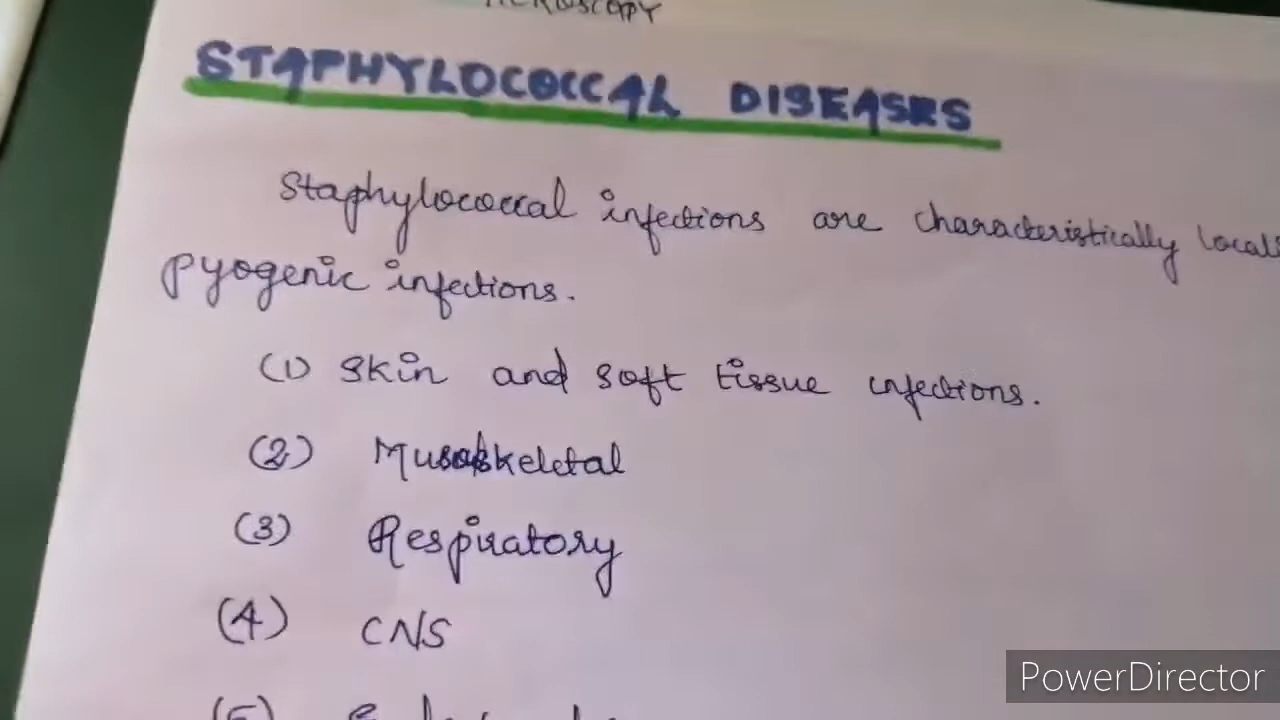 STAPHYLOCOCCAL DISEASES
Staphylococcal infections are characteristically
pyogenic infections.
(1) Skin and soft tissue infections.
(2)
(3) Respiratory
(4) CNS
(5)
PowerDirector